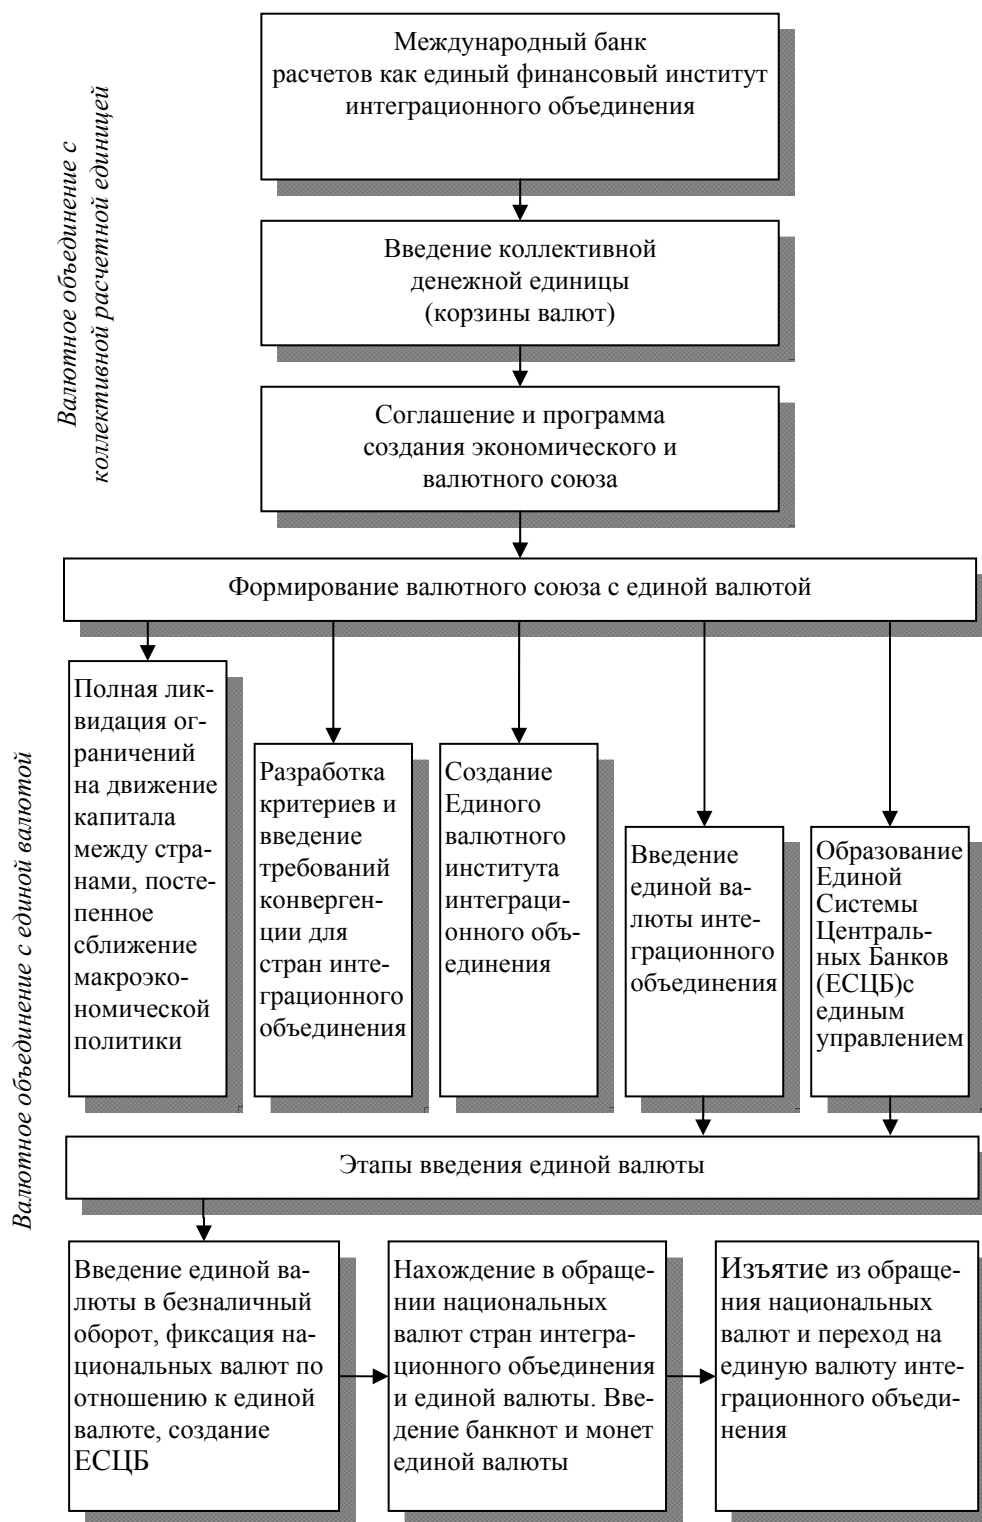 Валютное объединение с
коллективной расчетной единицей
Международный банк
расчетов как единый финансовый институт
интеграционного объединения
Введение коллективной
денежной единицы
(корзины валют)
Соглашение и программа
создания экономического и
валютного союза
Валютное объединение с единой валютой
Формирование валютного союза с единой валютой
Полная лик-
видация ог-
раничений
на движение
капитала
между стра-
нами, посте-
пенное
сближение
макроэко-
номической
политики
Разработка
критериев и
введение
требований
конверген-
ции для
стран инте-
грационного
объединения
Создание
Единого
валютного
института
интеграци-
онного объ-
единения
Введение
единой ва-
люты инте-
грационного
объединения
Образование
Единой
Системы
Централь-
ных Банков
(ЕСЦБ)с
единым
управлением
Этапы введения единой валюты
Введение единой ва-
люты в безналичный
оборот, фиксация на-
циональных валют по
отношению к единой
валюте, создание
ЕСЦБ
Нахождение в обраще-
нии национальных
валют стран интегра-
ционного объединения
и единой валюты. Вве-
дение банкнот и монет
единой валюты
Изъятие из обраще-
ния национальных
валют и переход на
единую валюту инте-
грационного объеди-
нения